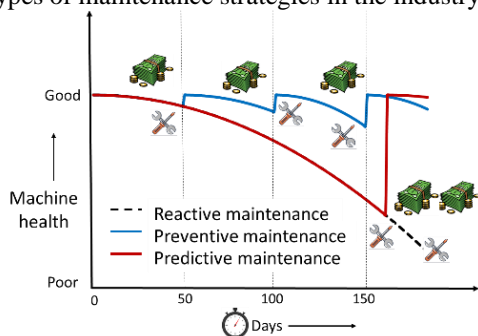 ypes of maintenance strategies in the industry
Good
Machine
health
Reactive maintenance
Preventive maintenance
Predictive maintenance
Poor
0 50 100 150
Days